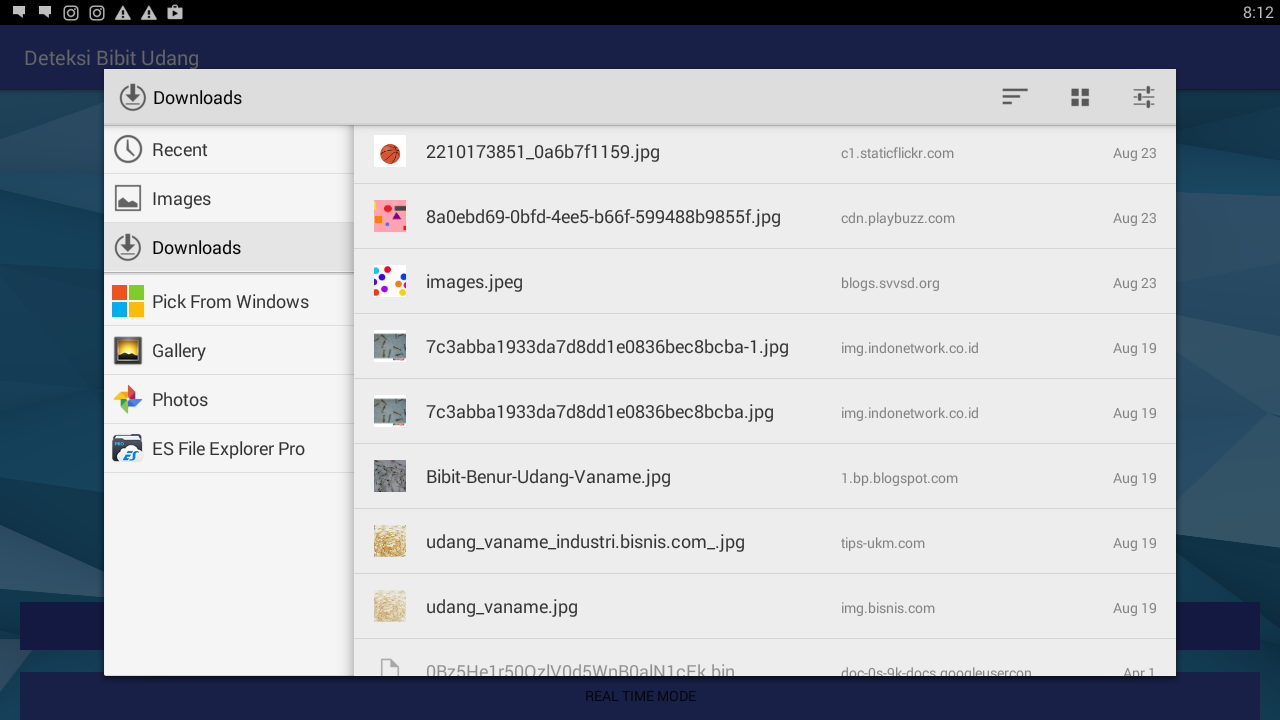 8:12
Deteksi Bibit Udang
Downloads
Recent
Images
Downloads
Pick From Windows
Gallery
Photos
ES File Explorer Pro
2210173851_0a6b7f1159.jpg c1.staticflickr.com Aug 23
8a0ebd69-0bfd-4ee5-b66f-599488b9855f.jpg cdn.playbuzz.com Aug 23
images.jpeg blogs.svvsd.org Aug 23
7c3abba1933da7d8dd1e0836bec8bcba-1.jpg img.indonetwork.co.id Aug 19
7c3abba1933da7d8dd1e0836bec8bcba.jpg img.indonetwork.co.id Aug 19
Bibit-Benur-Udang-Vaname.jpg 1.bp.blogspot.com Aug 19
udang_vaname_industri.bisnis.com_.jpg tips-ukm.com Aug 19
udang_vaname.jpg img.bisnis.com Aug 19
doc-0s-9k-docs.googleusercon Apr 1
REAL TIME MODE